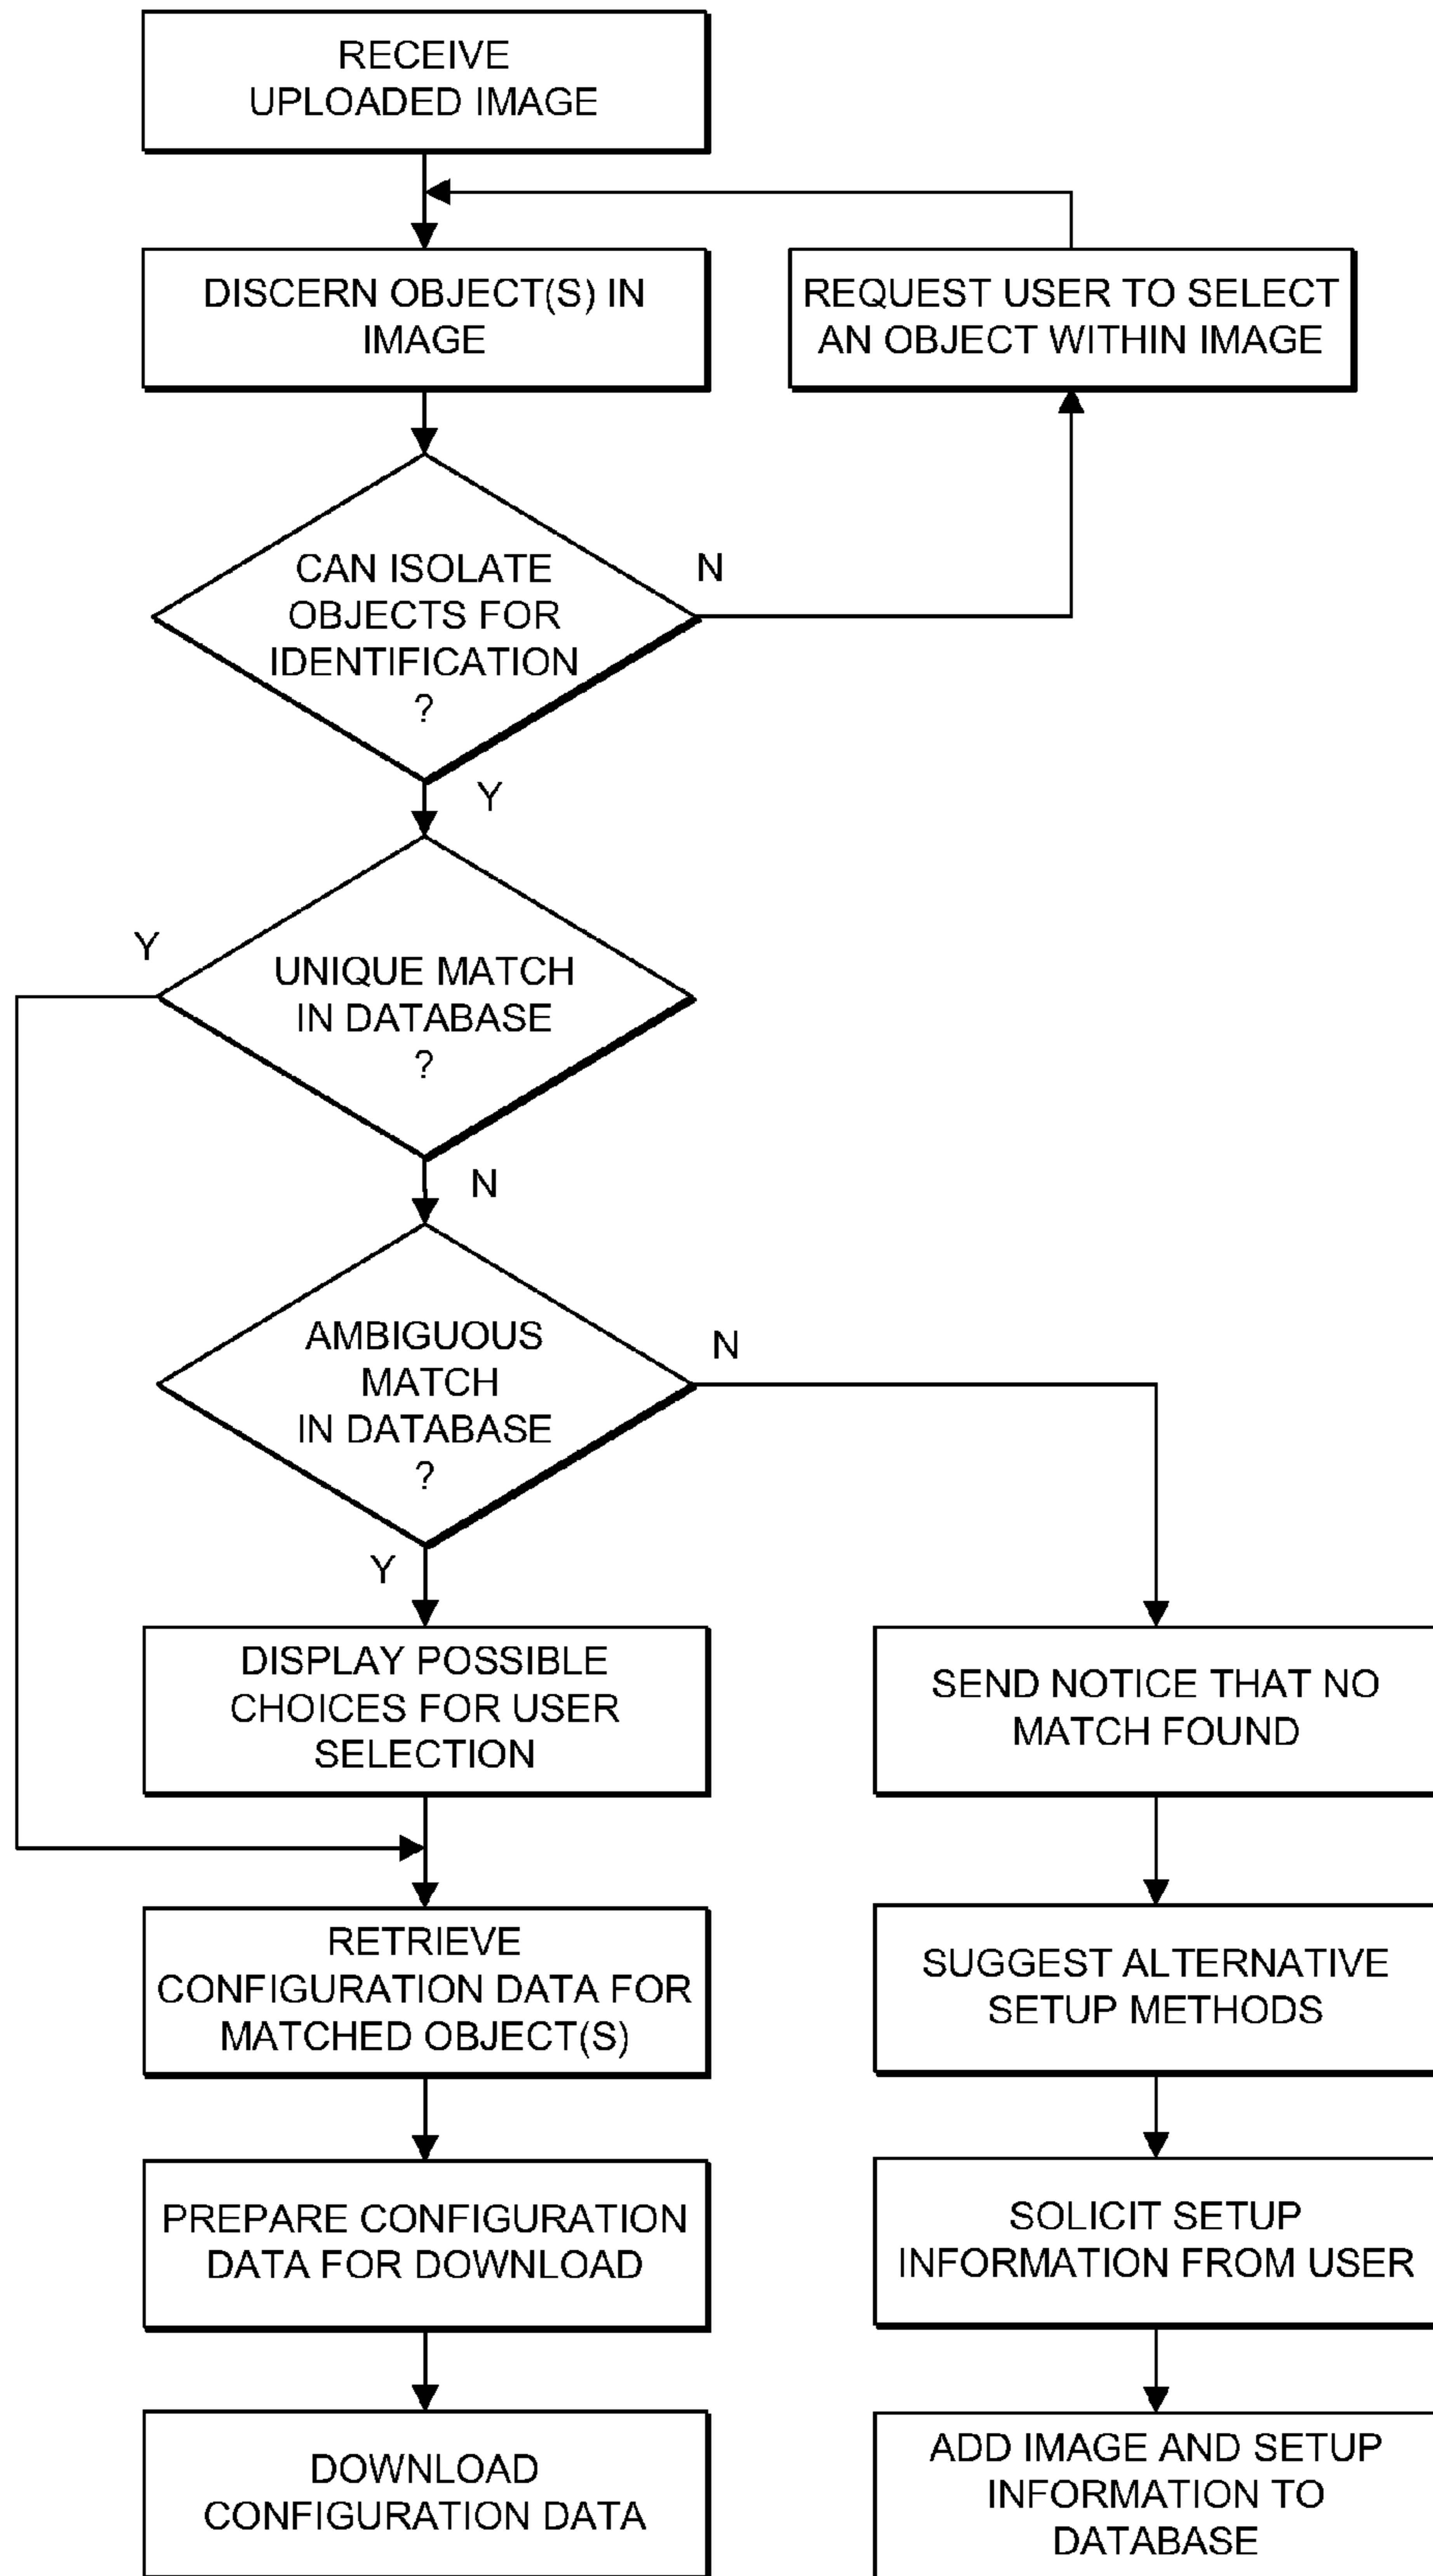 RECEIVE
UPLOADED IMAGE
DISCERN OBJECT(S) IN
IMAGE
REQUEST USER TO SELECT
AN OBJECT WITHIN IMAGE
CAN ISOLATE
OBJECTS FOR
IDENTIFICATION
?
N
Y
UNIQUE MATCH
IN DATABASE
?
Y
N
AMBIGUOUS
MATCH
IN DATABASE
?
N
Y
DISPLAY POSSIBLE
CHOICES FOR USER
SELECTION
RETRIEVE
CONFIGURATION DATA FOR
MATCHED OBJECT(S)
PREPARE CONFIGURATION
DATA FOR DOWNLOAD
DOWNLOAD
CONFIGURATION DATA
SEND NOTICE THAT NO
MATCH FOUND
SUGGEST ALTERNATIVE
SETUP METHODS
SOLICIT SETUP
INFORMATION FROM USER
ADD IMAGE AND SETUP
INFORMATION TO
DATABASE